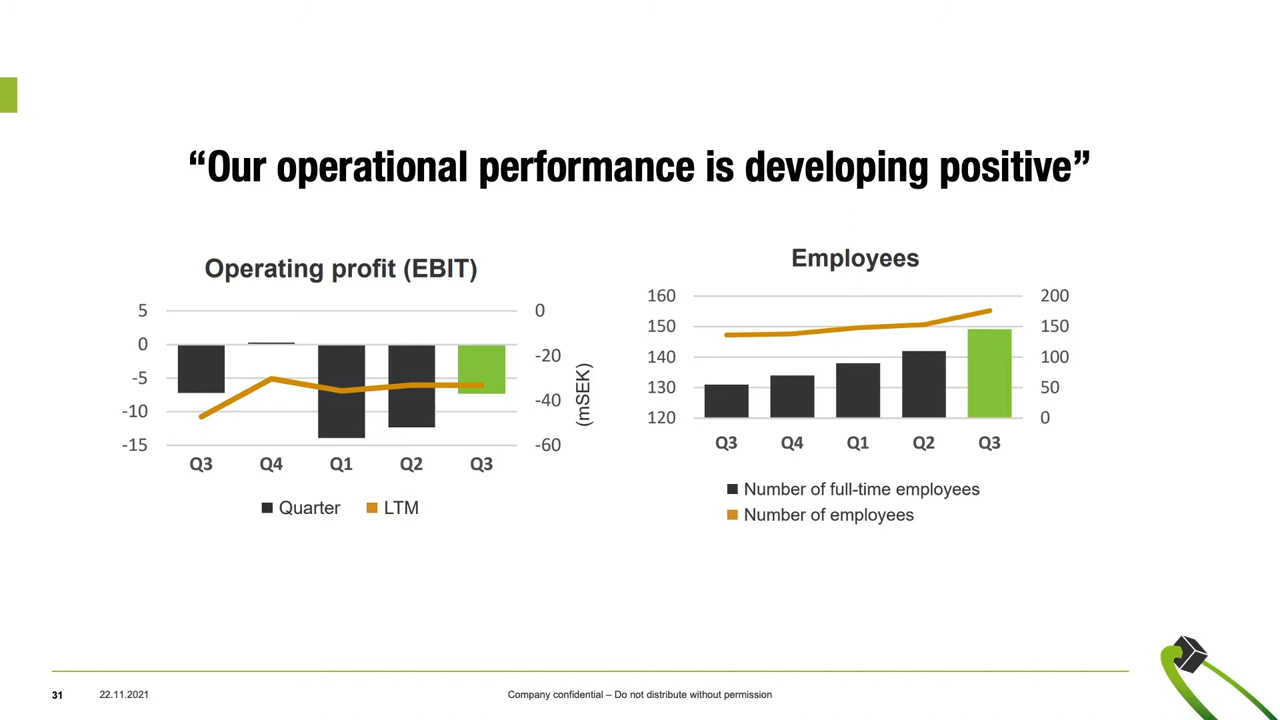 “Our operational performance is developing positive”
Operating profit (EBIT)
5
0
-5
-10
-15
0
-20
-40
-60
(mSEK)
Q3 Q4 Q1 Q2 Q3
Quarter LTM
Employees
160
150
140
130
120
200
150
100
50
0
Q3 Q4 Q1 Q2 Q3
Number of full-time employees
Number of employees
31 22.11.2021 Company confidential – Do not distribute without permission